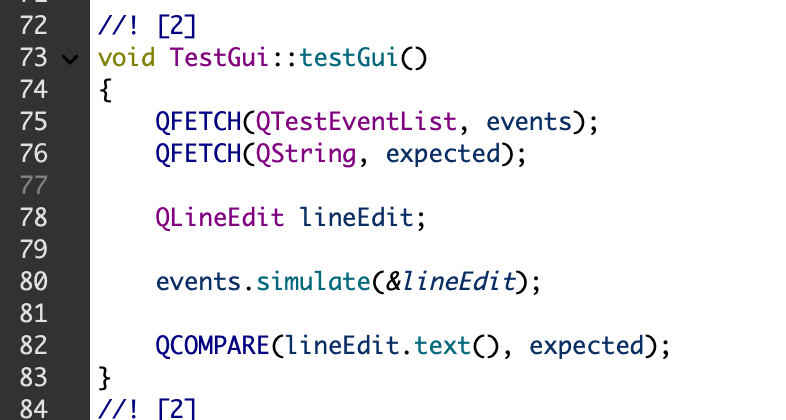 72 //! [2]
73 void TestGui::testGui()
74 {
75 QFETCH(QTestEventList, events);
76 QFETCH(QString, expected);
77
78 QLineEdit lineEdit;
79
80 events.simulate(&lineEdit);
81
82 QCOMPARE(lineEdit.text(), expected);
83 }
84 //! [2]